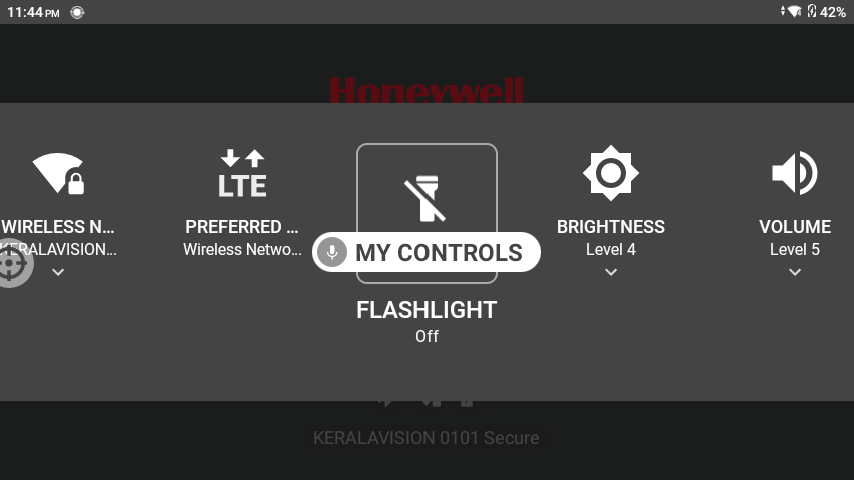 11:44 PM
42%
Honeywell
LTE
WIRELESS N...
KERALAVISION...
PREFERRED ...
Wireless Netwo...
MY CONTROLS
FLASHLIGHT
Off
BRIGHTNESS
Level 4
VOLUME
Level 5
KERALAVISION 0101 Secure